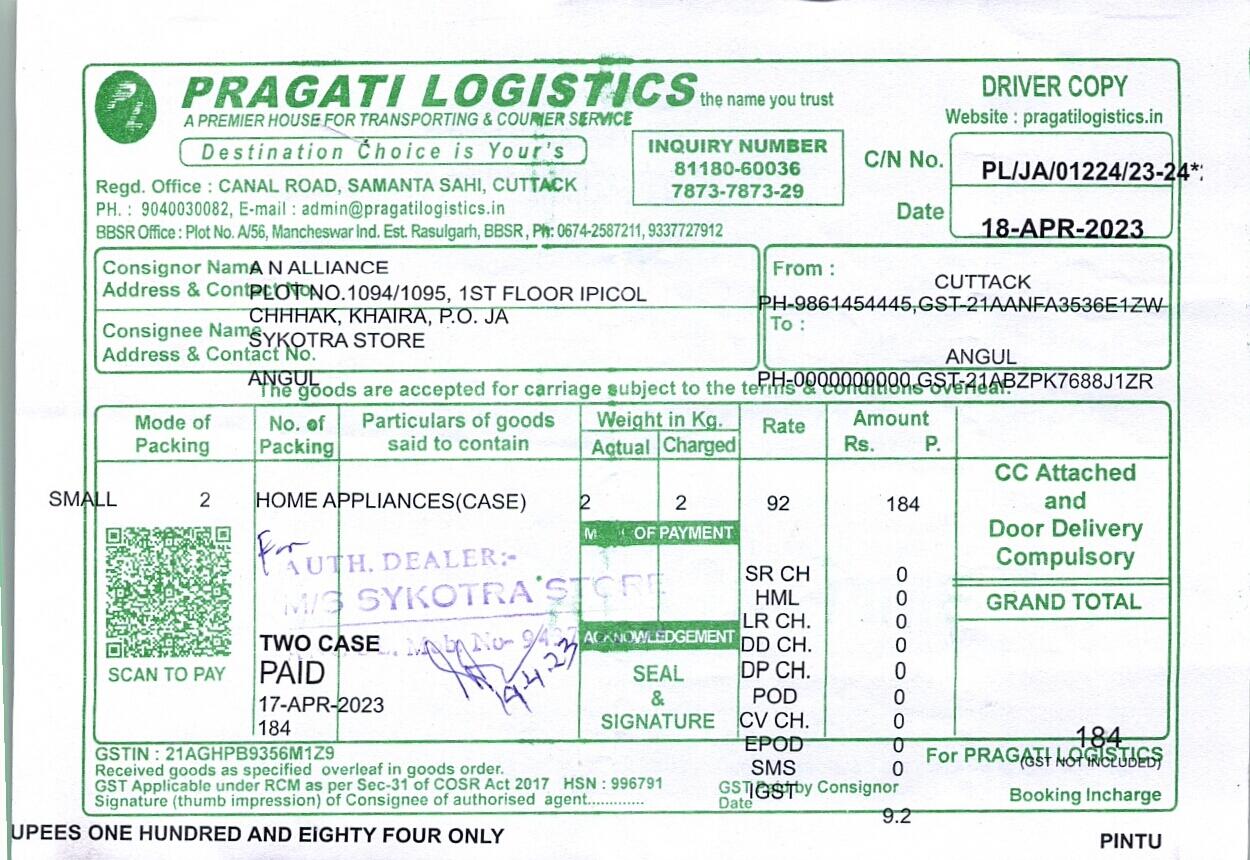 PRAGATI LOGISTICS the name you trust
A PREMIER HOUSE FOR TRANSPORTING & COURIER SERVICE
Destination Choice is Your's
DRIVER COPY
Website : pragatilogistics.in
INQUIRY NUMBER
81180-60036
7873-7873-29
C/N No. PL/JA/01224/23-24*
Date 18-APR-2023
Regd. Office : CANAL ROAD, SAMANTA SAHI, CUTTACK
PH. : 9040030082, E-mail : admin@pragatilogistics.in
BBSR Office : Plot No. A/56, Mancheswar Ind. Est. Rasulgarh, BBSR, Ph: 0674-2587211, 9337727912
Consignor Name A N ALLIANCE
Address & Contact No. PLOT NO.1094/1095, 1ST FLOOR IPICOL
CHHHAK, KHAIRA, P.O. JA
Consignee Name SYKOTRA STORE
Address & Contact No.
ANGUL
From :
CUTTACK
PH-9861454445,GST-21AANFA3536E1ZW
To :
ANGUL
PH-0000000000,GST-21ABZPK7688J1ZR
The goods are accepted for carriage subject to the terms & conditions overleaf.
Mode of Packing No. of Packing Particulars of goods said to contain Weight in Kg. Actual Charged Rate Amount Rs. P.
SMALL 2 HOME APPLIANCES(CASE) 2 2 92 184
CC Attached
and
Door Delivery
Compulsory
GRAND TOTAL
OF PAYMENT
For
AUTH. DEALER:-
M/S SYKOTRA STORE
Mob. No-
19.4.23
SCAN TO PAY
TWO CASE
PAID
17-APR-2023
184
ACKNOWLEDGEMENT
SEAL
&
SIGNATURE
SR CH 0
HML 0
LR CH. 0
DD CH. 0
DP CH. 0
POD 0
CV CH. 0
EPOD 0
SMS 0
IGST
9.2
184
For PRAGATI LOGISTICS
(GST NOT INCLUDED)
Booking Incharge
GSTIN : 21AGHPB9356M1Z9
Received goods as specified overleaf in goods order.
GST Applicable under RCM as per Sec-31 of COSR Act 2017 HSN : 996791
Signature (thumb impression) of Consignee of authorised agent.............
GST Paid by Consignor
Date
UPEES ONE HUNDRED AND EIGHTY FOUR ONLY
PINTU